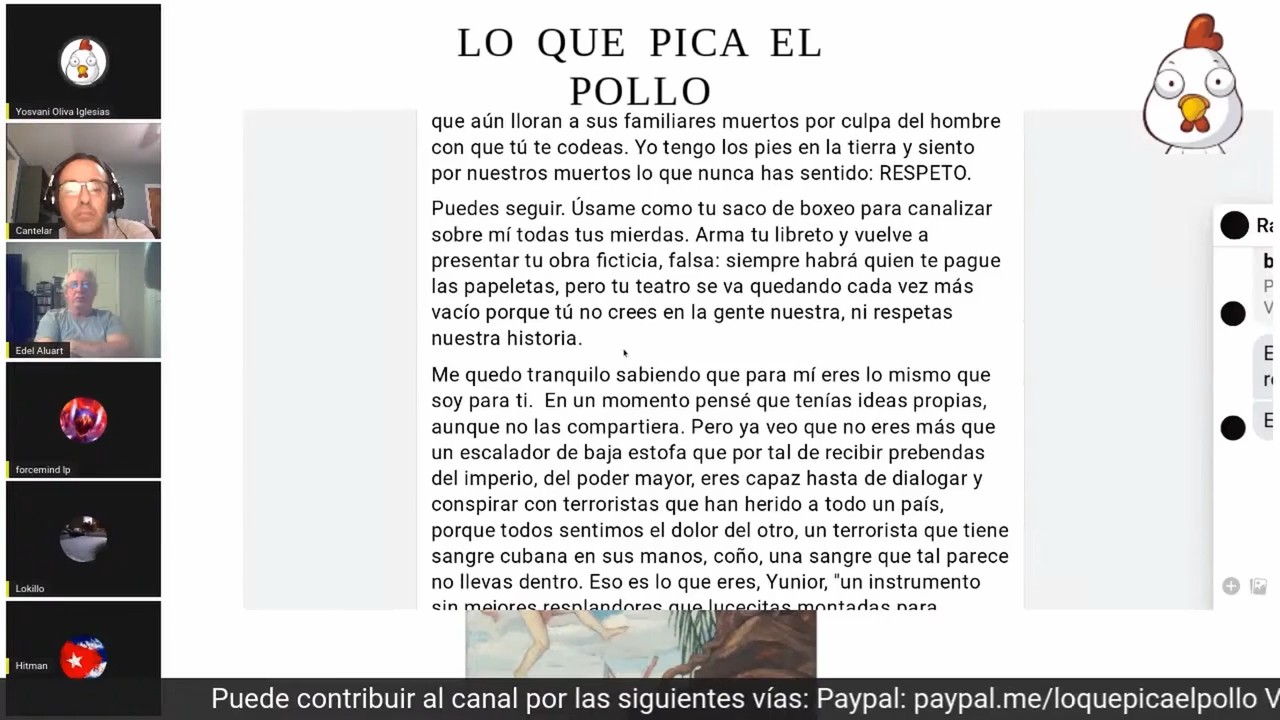 LO QUE PICA EL
POLLO
Yosvani Oliva Iglesias
Cantelar
Edel Aluart
forcemind lp
Lokillo
Hitman
que aún lloran a sus familiares muertos por culpa del hombre
con que tú te codeas. Yo tengo los pies en la tierra y siento
por nuestros muertos lo que nunca has sentido: RESPETO.
Puedes seguir. Úsame como tu saco de boxeo para canalizar
sobre mí todas tus mierdas. Arma tu libreto y vuelve a
presentar tu obra ficticia, falsa: siempre habrá quien te pague
las papeletas, pero tu teatro se va quedando cada vez más
vacío porque tú no crees en la gente nuestra, ni respetas
nuestra historia.
Me quedo tranquilo sabiendo que para mí eres lo mismo que
soy para ti. En un momento pensé que tenías ideas propias,
aunque no las compartiera. Pero ya veo que no eres más que
un escalador de baja estofa que por tal de recibir prebendas
del imperio, del poder mayor, eres capaz hasta de dialogar y
conspirar con terroristas que han herido a todo un país,
porque todos sentimos el dolor del otro, un terrorista que tiene
sangre cubana en sus manos, coño, una sangre que tal parece
no llevas dentro. Eso es lo que eres, Yunior, "un instrumento
sin mejores resplandores que lucecitas montadas para
Ra
b
P
V
E
re
E
Puede contribuir al canal por las siguientes vías: Paypal: paypal.me/loquepicaelpollo V